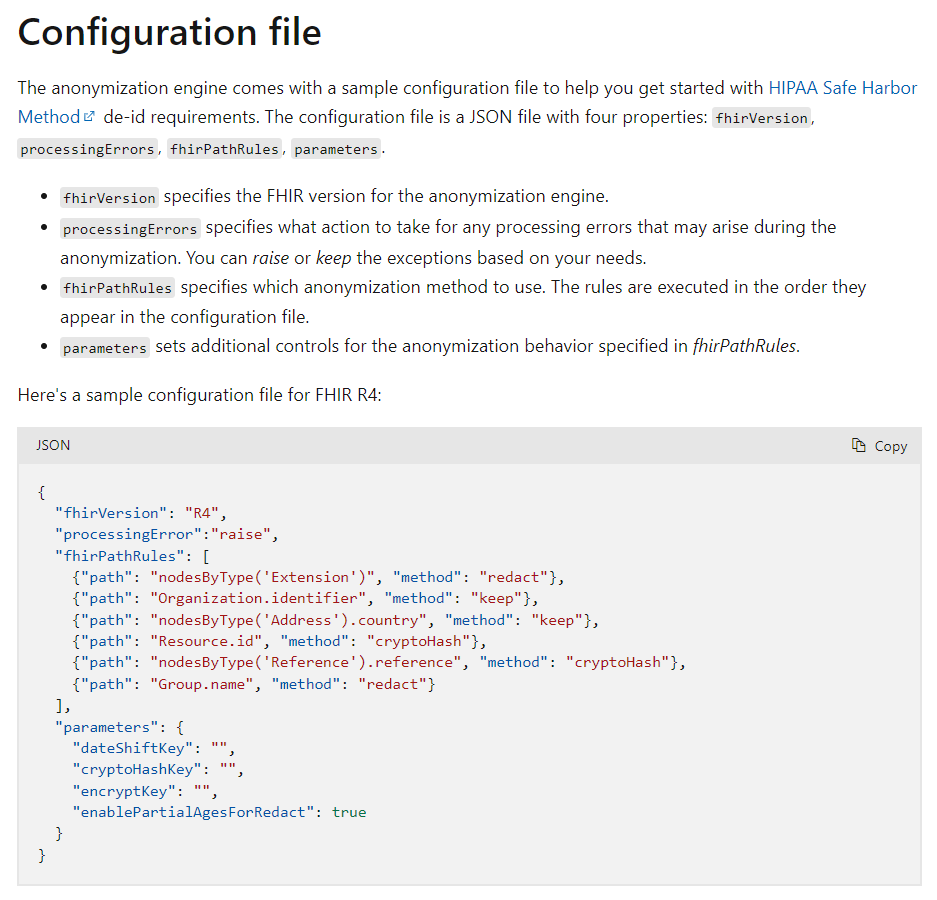 Configuration file
The anonymization engine comes with a sample configuration file to help you get started with HIPAA Safe Harbor
Method de-id requirements. The configuration file is a JSON file with four properties: fhirVersion,
processingErrors, fhirPathRules, parameters.
• fhirVersion specifies the FHIR version for the anonymization engine.
• processingErrors specifies what action to take for any processing errors that may arise during the
anonymization. You can raise or keep the exceptions based on your needs.
• fhirPathRules specifies which anonymization method to use. The rules are executed in the order they
appear in the configuration file.
• parameters sets additional controls for the anonymization behavior specified in fhirPathRules.
Here's a sample configuration file for FHIR R4:
JSON Copy
{
  "fhirVersion": "R4",
  "processingError":"raise",
  "fhirPathRules": [
    {"path": "nodesByType('Extension')", "method": "redact"},
    {"path": "Organization.identifier", "method": "keep"},
    {"path": "nodesByType('Address').country", "method": "keep"},
    {"path": "Resource.id", "method": "cryptoHash"},
    {"path": "nodesByType('Reference').reference", "method": "cryptoHash"},
    {"path": "Group.name", "method": "redact"}
  ],
  "parameters": {
    "dateShiftKey": "",
    "cryptoHashKey": "",
    "encryptKey": "",
    "enablePartialAgesForRedact": true
  }
}